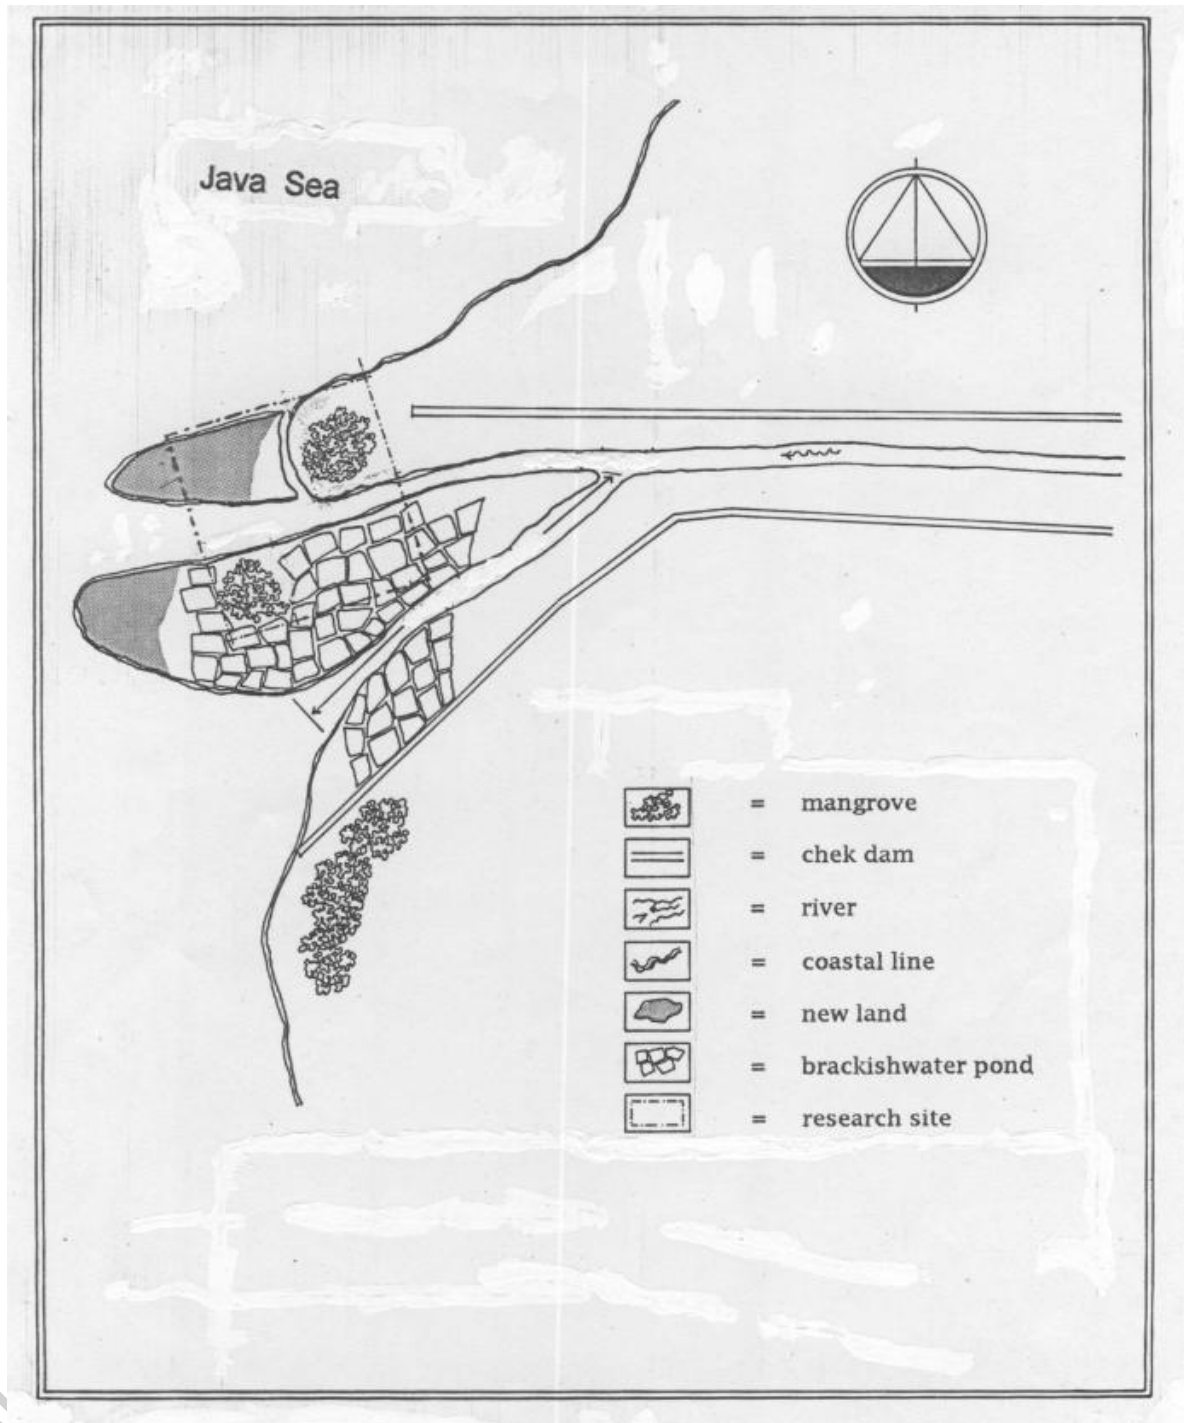 Java Sea
= mangrove
= chek dam
= river
= coastal line
= new land
= brackishwater pond
= research site